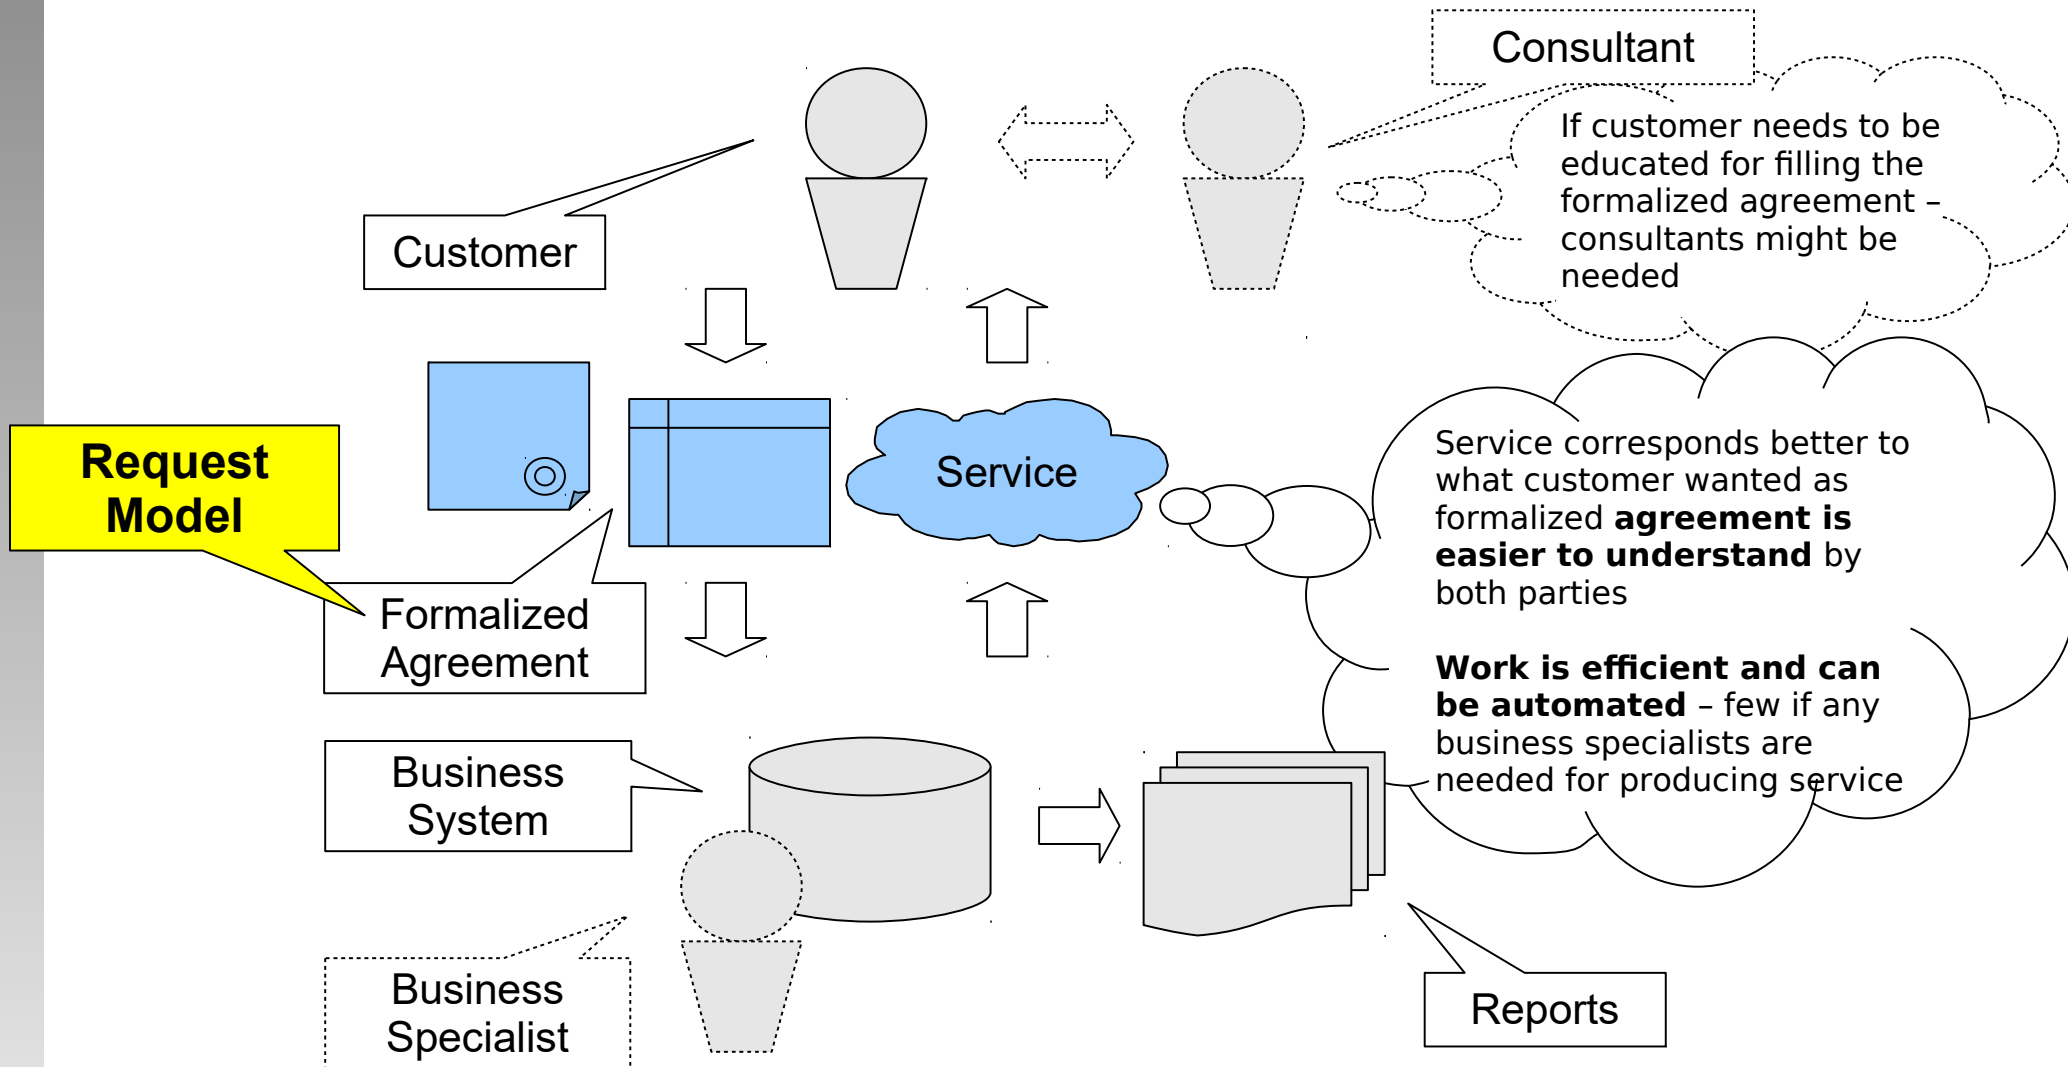 Consultant
If customer needs to be
educated for filling the
formalized agreement –
consultants might be
needed
Customer
Request
Model
Service
Service corresponds better to
what customer wanted as
formalized agreement is
easier to understand by
both parties
Formalized
Agreement
Work is efficient and can
be automated – few if any
business specialists are
needed for producing service
Business
System
Business
Specialist
Reports